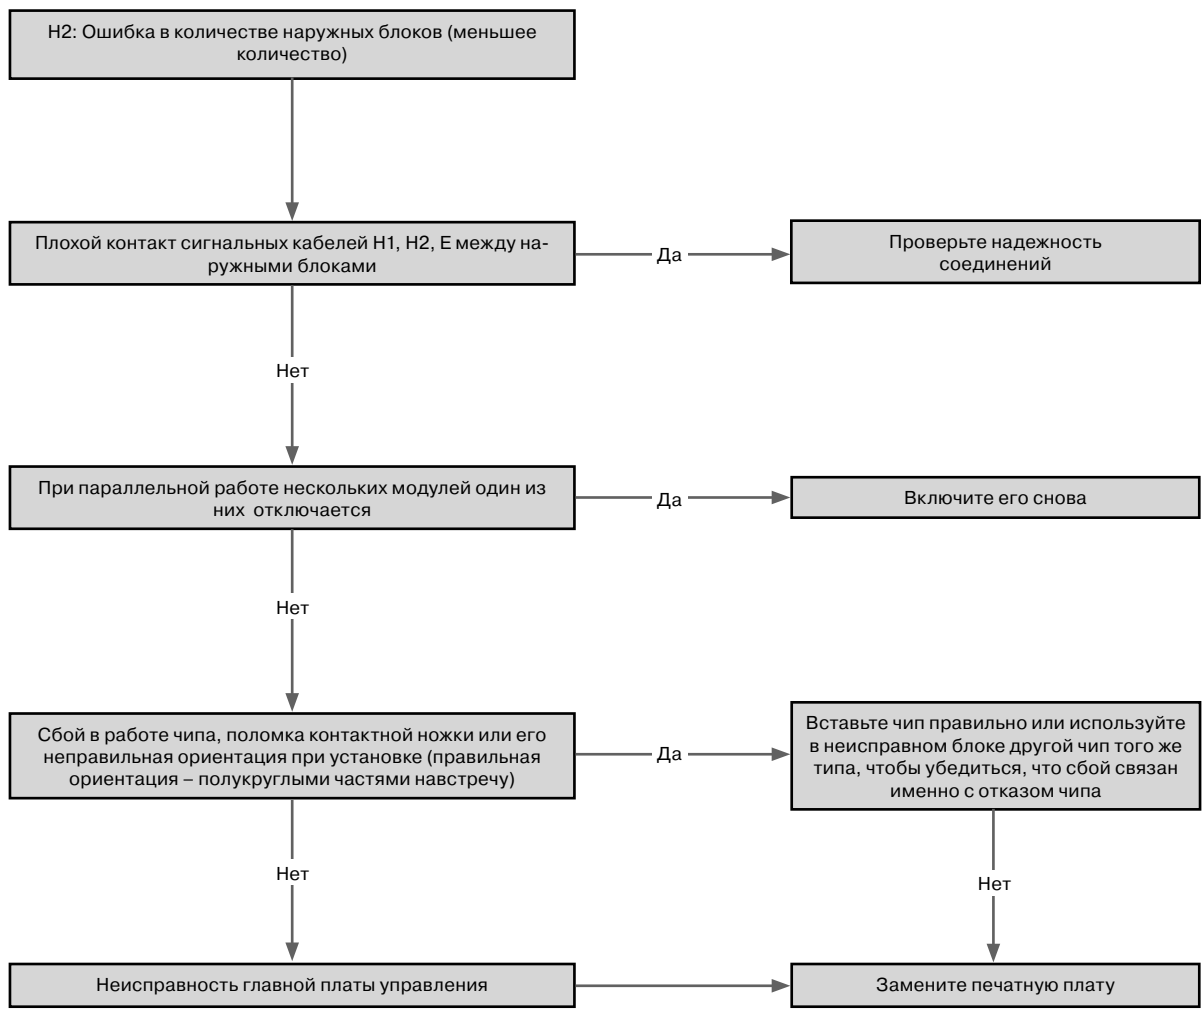 H2: Ошибка в количестве наружных блоков (меньшее
количество)
Плохой контакт сигнальных кабелей H1, H2, E между на-
ружными блоками
Да
Проверьте надежность
соединений
Нет
При параллельной работе нескольких модулей один из
них отключается
Да
Включите его снова
Нет
Сбой в работе чипа, поломка контактной ножки или его
неправильная ориентация при установке (правильная
ориентация – полукруглыми частями навстречу)
Да
Вставьте чип правильно или используйте
в неисправном блоке другой чип того же
типа, чтобы убедиться, что сбой связан
именно с отказом чипа
Нет
Нет
Неисправность главной платы управления
Замените печатную плату